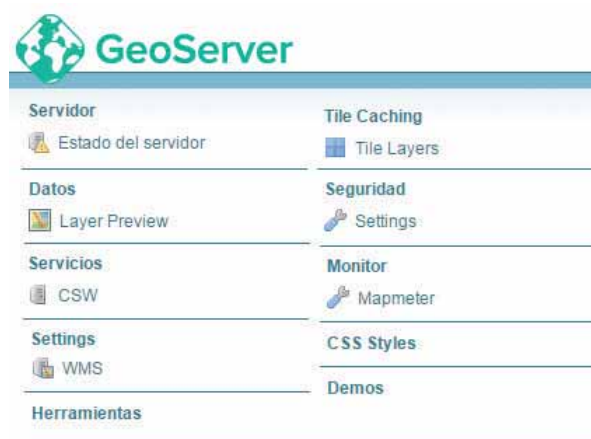 GeoServer
Servidor
Estado del servidor
Datos
Layer Preview
Servicios
CSW
Settings
WMS
Herramientas
Tile Caching
Tile Layers
Seguridad
Settings
Monitor
Mapmeter
CSS Styles
Demos